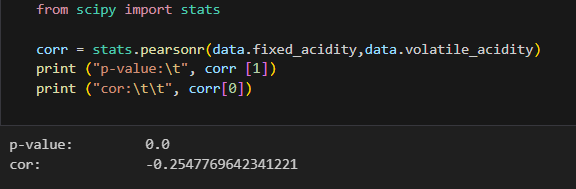 from scipy import stats
corr = stats.pearsonr(data.fixed_acidity,data.volatile_acidity)
print ("p-value:\t", corr [1])
print ("cor:\t\t", corr[0])
p-value: 0.0
cor: -0.2547769642341221